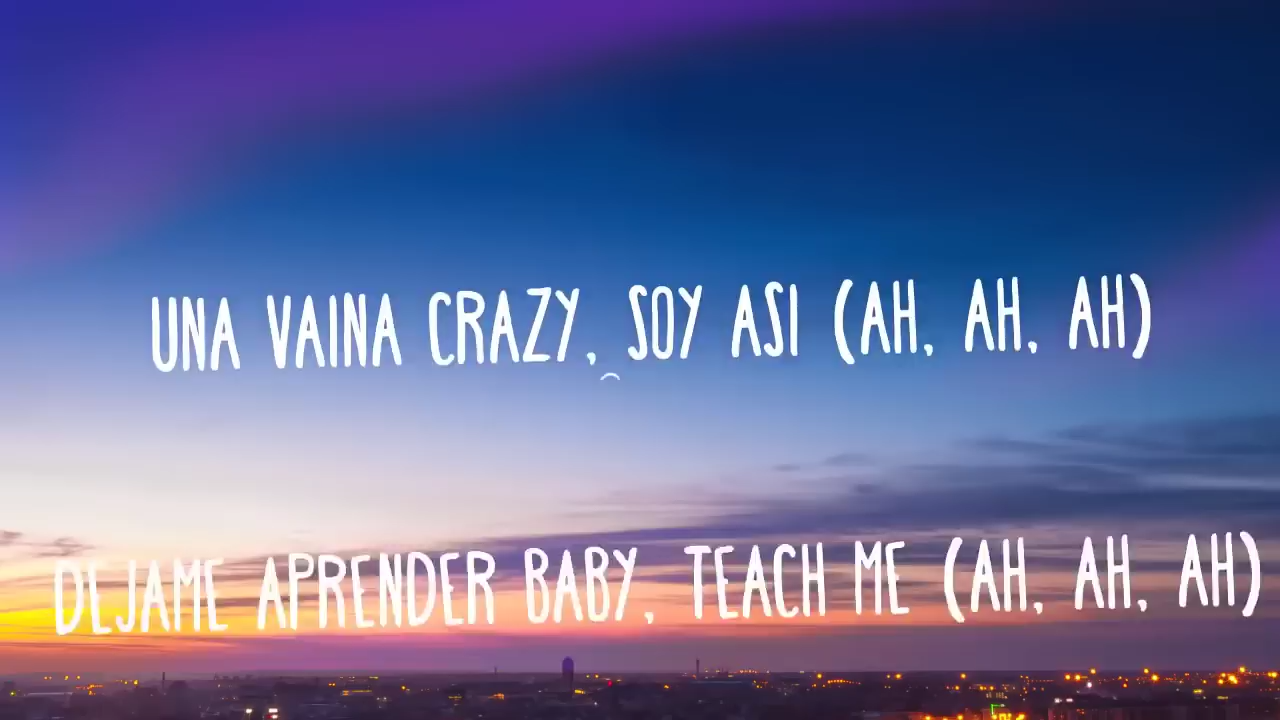 UNA VAINA CRAZY, SOY ASI (AH, AH, AH)
DEJAME APRENDER BABY, TEACH ME (AH, AH, AH)